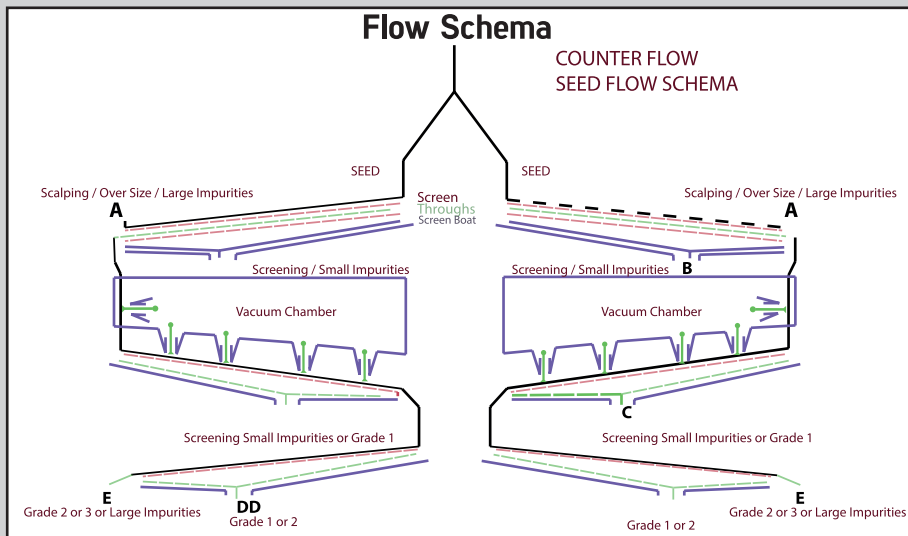 Flow Schema
COUNTER FLOW
SEED FLOW SCHEMA
SEED
SEED
Scalping / Over Size / Large Impurities
Screen
Throughs
Screen Boat
Scalping / Over Size / Large Impurities
A
A
Screening / Small Impurities
Screening / Small Impurities
B
Vacuum Chamber
Vacuum Chamber
C
Screening Small Impurities or Grade 1
Screening Small Impurities or Grade 1
E
DD
E
Grade 2 or 3 or Large Impurities
Grade 1 or 2
Grade 1 or 2
Grade 2 or 3 or Large Impurities